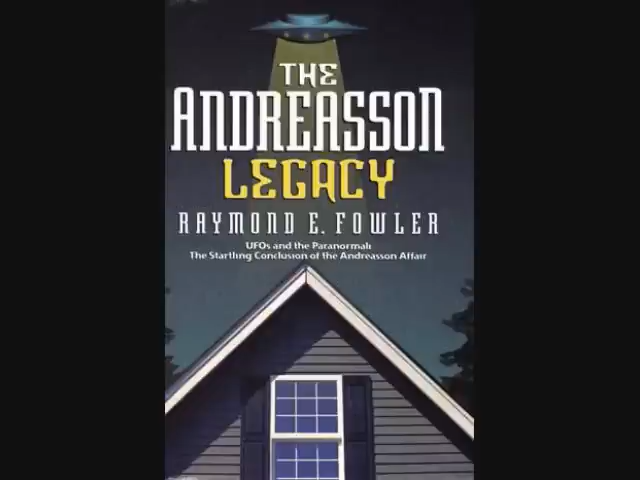 THE
ANDREASSON
LEGACY
RAYMOND E. FOWLER
UFOs and the Paranormal:
The Startling Conclusion of the Andreasson Affair